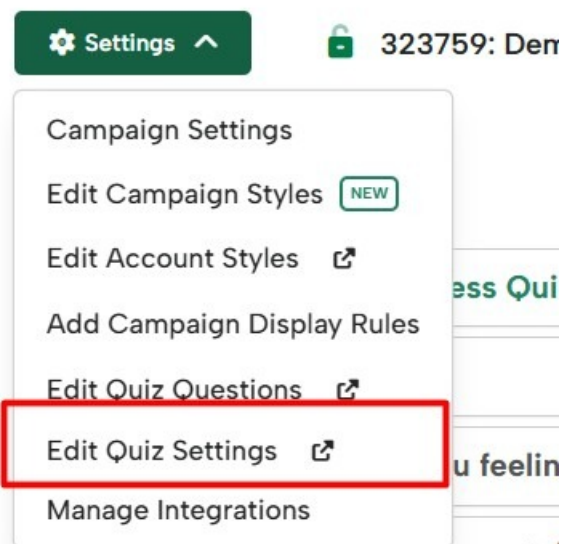 Settings
323759: Dem
Campaign Settings
Edit Campaign Styles NEW
Edit Account Styles
ess Qui
Add Campaign Display Rules
Edit Quiz Questions
Edit Quiz Settings
u feelin
Manage Integrations